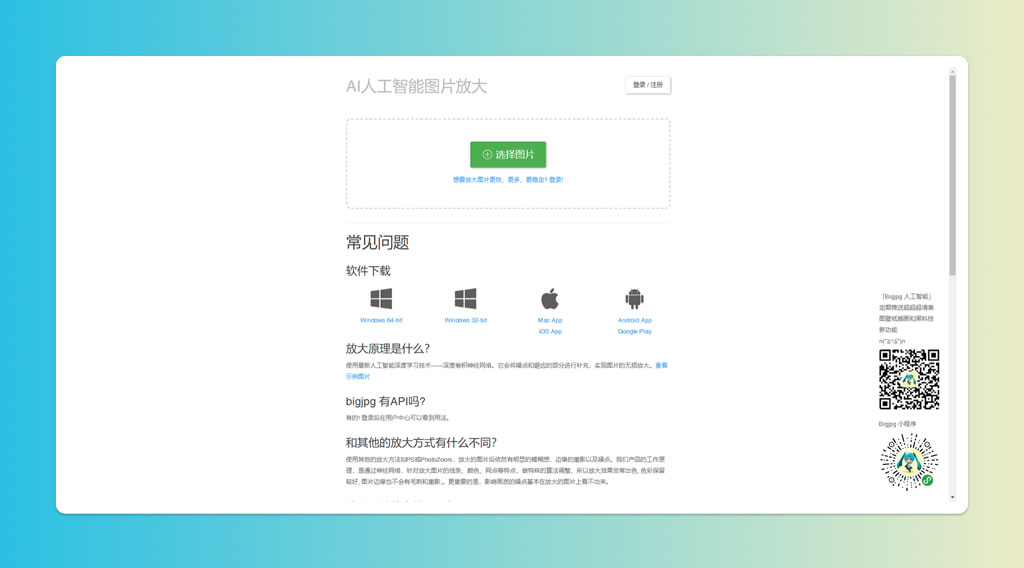 AI人工智能图片放大
登录 / 注册
选择图片
想要放大图片更快、更多、更稳定? 登录!
常见问题
软件下载
Windows 64-bit
Windows 32-bit
Mac App
iOS App
Android App
Google Play
放大原理是什么?
使用最新人工智能深度学习技术——深度卷积神经网络。它会将噪点和锯齿的部分进行补充,实现图片的无损放大。查看
示例图片
bigjpg 有API吗?
有的! 登录后在用户中心可以看到用法。
和其他的放大方式有什么不同?
使用其他的放大方法如PS或PhotoZoom,放大的图片后依然有明显的模糊感、边缘的重影以及噪点。我们产品的工作原
理,是通过神经网络,针对放大图片的线条、颜色、网点等特点,做特殊的算法调整,所以放大效果非常出色, 色彩保留
较好, 图片边缘也不会有毛刺和重影.。更重要的是,影响画质的噪点基本在放大的图片上看不出来。
「Bigjpg 人工智能」
定期推送超超超清美
图壁纸插画和黑科技
新功能
Bigjpg 小程序